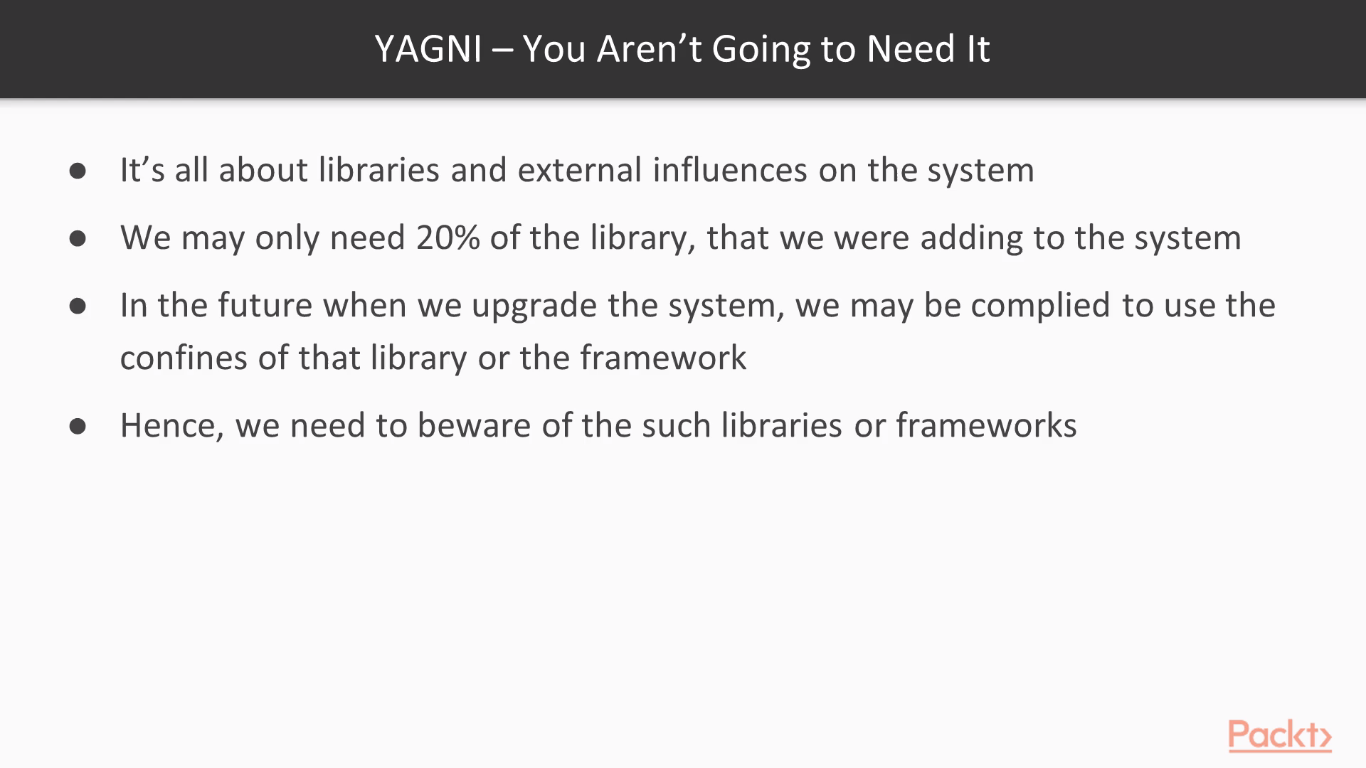 YAGNI – You Aren’t Going to Need It
● It’s all about libraries and external influences on the system
● We may only need 20% of the library, that we were adding to the system
● In the future when we upgrade the system, we may be complied to use the
confines of that library or the framework
● Hence, we need to beware of the such libraries or frameworks
Packt>